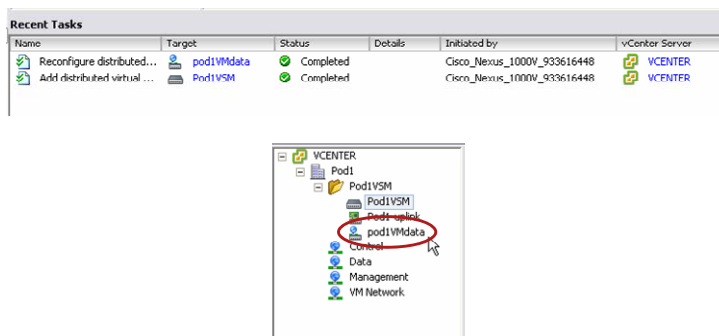 Recent Tasks
Name Target Status Details Initiated by vCenter Server
Reconfigure distributed... pod1VMdata Completed Cisco_Nexus_1000V_933616448 VCENTER
Add distributed virtual ... Pod1VSM Completed Cisco_Nexus_1000V_933616448 VCENTER
VCENTER
Pod1
Pod1VSM
Pod1VSM
Pod1-uplink
pod1VMdata
Control
Data
Management
VM Network